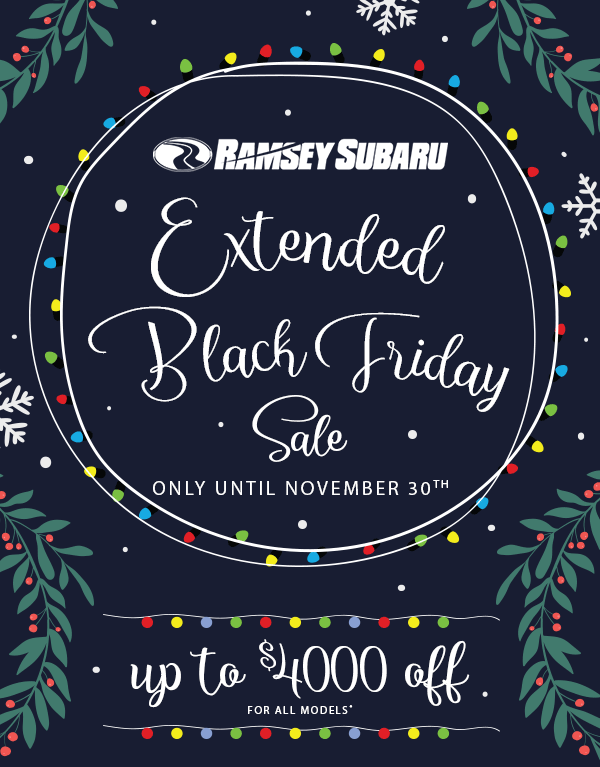 RAMSEY SUBARU
Extended
Black Friday
Sale
ONLY UNTIL NOVEMBER 30TH
up to $4000 off
FOR ALL MODELS*